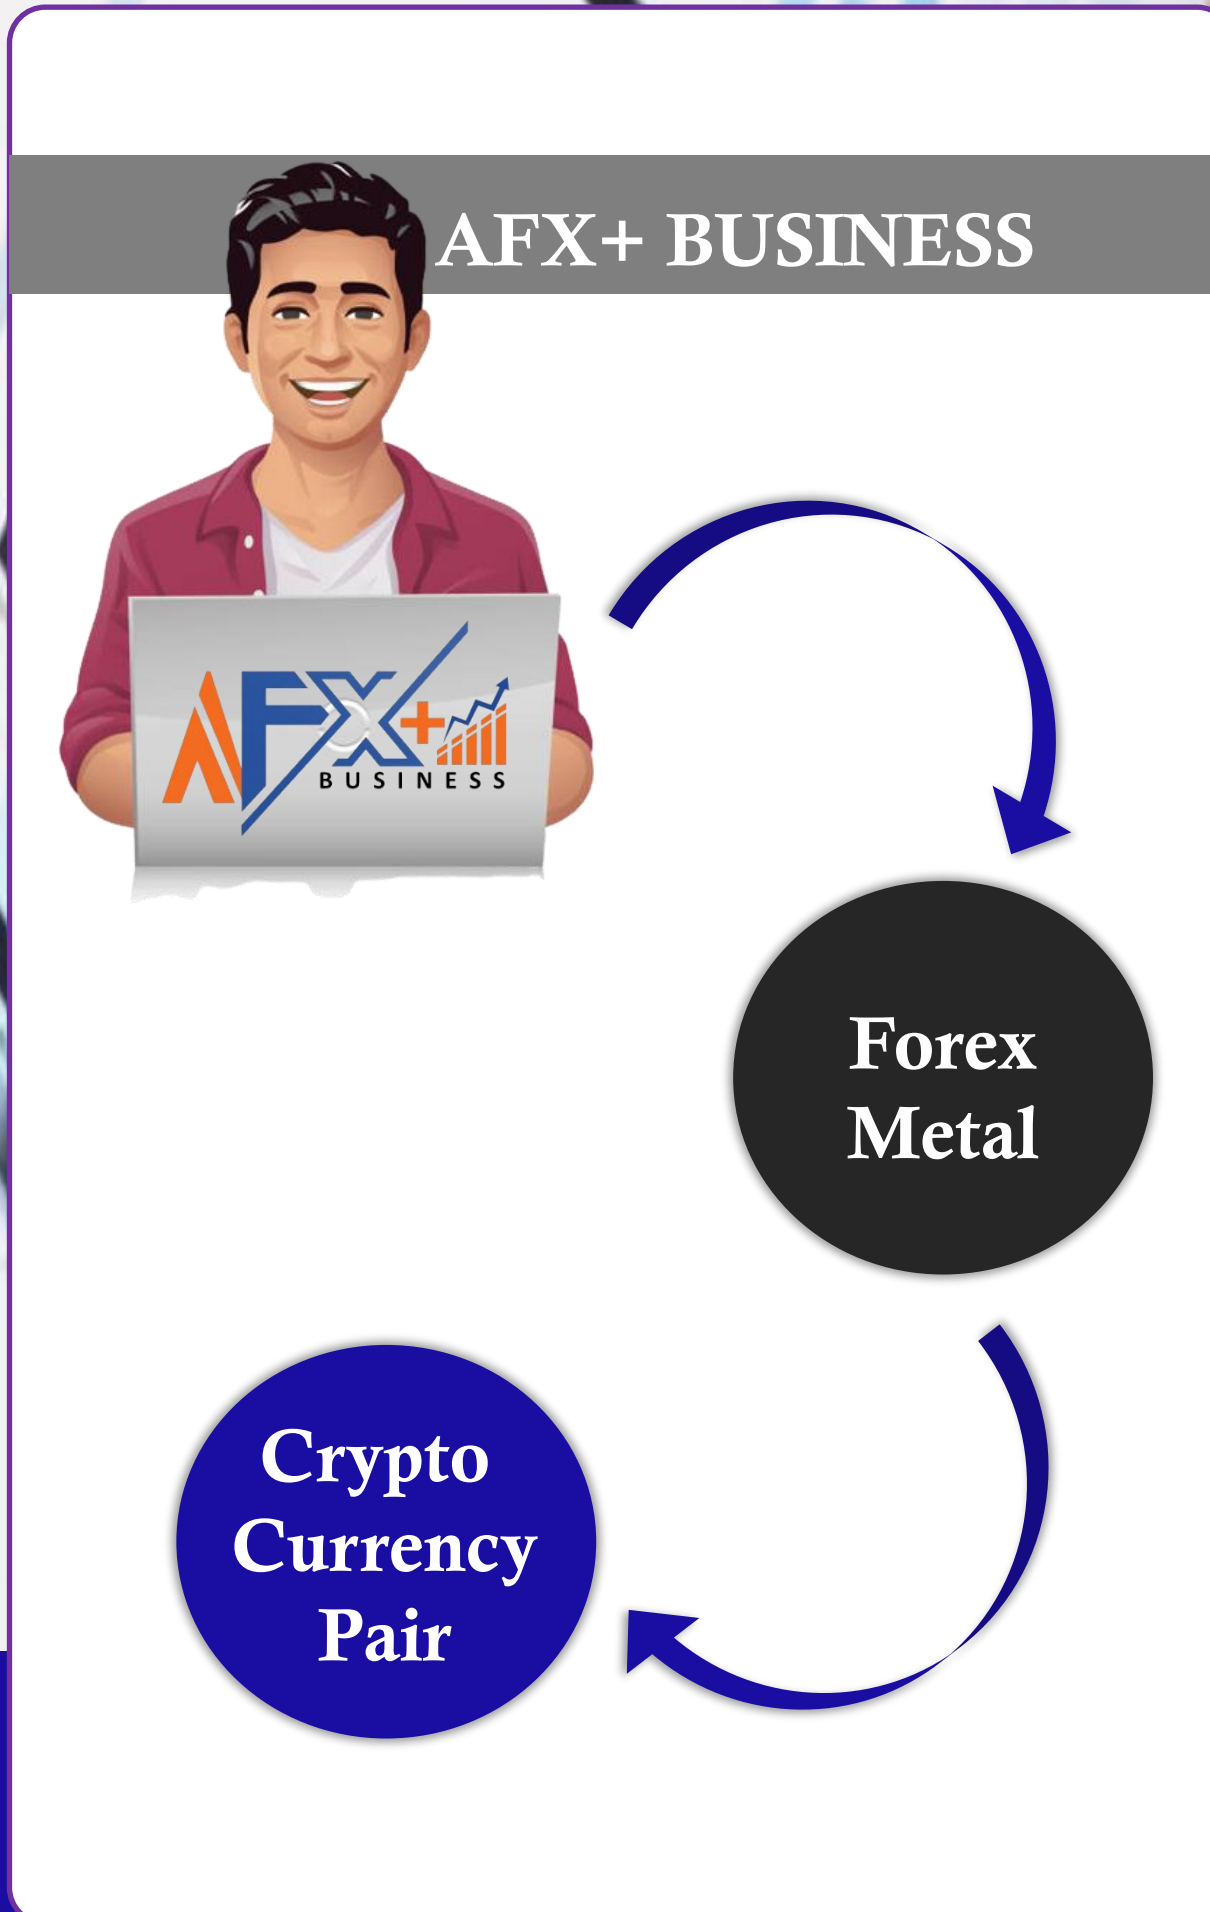 AFX+ BUSINESS
AFX+
BUSINESS
Forex
Metal
Crypto
Currency
Pair